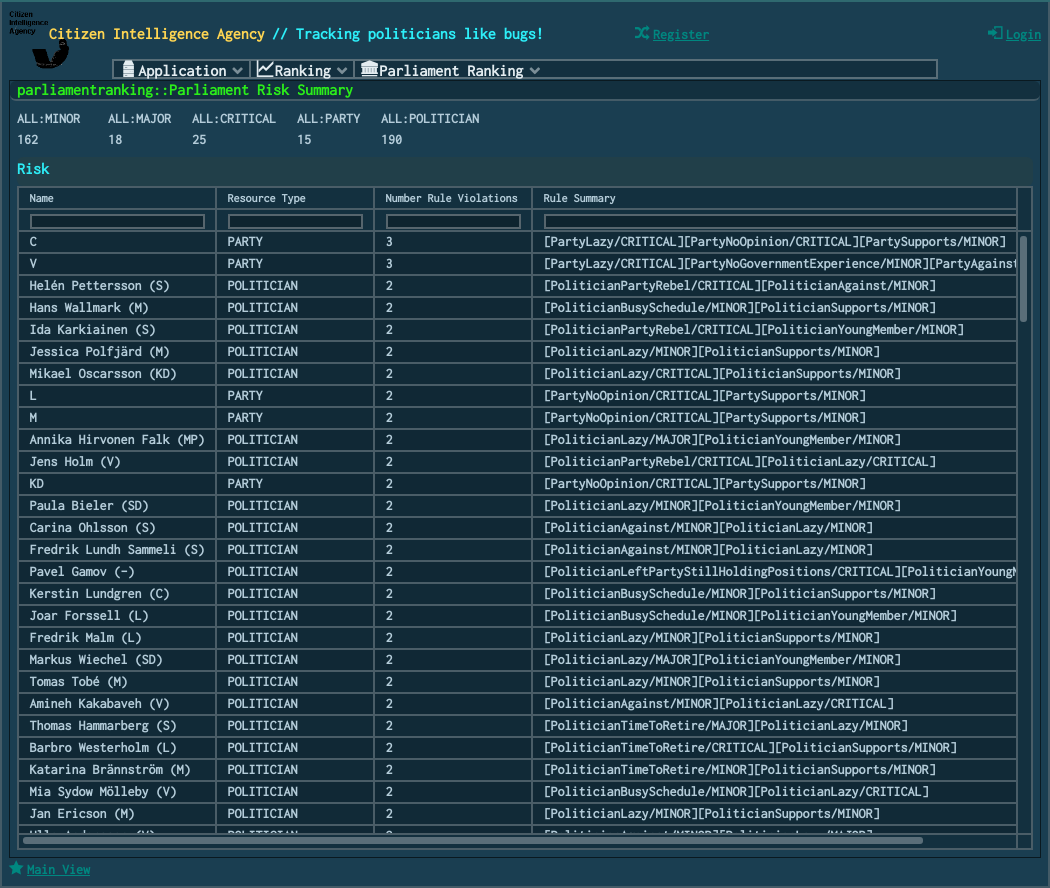 Citizen
Intelligence
Agency
Citizen Intelligence Agency // Tracking politicians like bugs!
Register
Login
Application
Ranking
Parliament Ranking
parliamentranking::Parliament Risk Summary
ALL:MINOR ALL:MAJOR ALL:CRITICAL ALL:PARTY ALL:POLITICIAN
162 18 25 15 190
Risk
Name Resource Type Number Rule Violations Rule Summary
C PARTY 3 [PartyLazy/CRITICAL][PartyNoOpinion/CRITICAL][PartySupports/MINOR]
V PARTY 3 [PartyLazy/CRITICAL][PartyNoGovernmentExperience/MINOR][PartyAgainst
Helén Pettersson (S) POLITICIAN 2 [PoliticianPartyRebel/CRITICAL][PoliticianAgainst/MINOR]
Hans Wallmark (M) POLITICIAN 2 [PoliticianBusySchedule/MINOR][PoliticianSupports/MINOR]
Ida Karkiainen (S) POLITICIAN 2 [PoliticianPartyRebel/CRITICAL][PoliticianYoungMember/MINOR]
Jessica Polfjärd (M) POLITICIAN 2 [PoliticianLazy/MINOR][PoliticianSupports/MINOR]
Mikael Oscarsson (KD) POLITICIAN 2 [PoliticianLazy/CRITICAL][PoliticianSupports/MINOR]
L PARTY 2 [PartyNoOpinion/CRITICAL][PartySupports/MINOR]
M PARTY 2 [PartyNoOpinion/CRITICAL][PartySupports/MINOR]
Annika Hirvonen Falk (MP) POLITICIAN 2 [PoliticianLazy/MAJOR][PoliticianYoungMember/MINOR]
Jens Holm (V) POLITICIAN 2 [PoliticianPartyRebel/CRITICAL][PoliticianLazy/CRITICAL]
KD PARTY 2 [PartyNoOpinion/CRITICAL][PartySupports/MINOR]
Paula Bieler (SD) POLITICIAN 2 [PoliticianLazy/MINOR][PoliticianYoungMember/MINOR]
Carina Ohlsson (S) POLITICIAN 2 [PoliticianAgainst/MINOR][PoliticianLazy/MINOR]
Fredrik Lundh Sammeli (S) POLITICIAN 2 [PoliticianAgainst/MINOR][PoliticianLazy/MINOR]
Pavel Gamov (-) POLITICIAN 2 [PoliticianLeftPartyStillHoldingPositions/CRITICAL][PoliticianYoungM
Kerstin Lundgren (C) POLITICIAN 2 [PoliticianBusySchedule/MINOR][PoliticianSupports/MINOR]
Joar Forssell (L) POLITICIAN 2 [PoliticianBusySchedule/MINOR][PoliticianYoungMember/MINOR]
Fredrik Malm (L) POLITICIAN 2 [PoliticianLazy/MINOR][PoliticianSupports/MINOR]
Markus Wiechel (SD) POLITICIAN 2 [PoliticianLazy/MAJOR][PoliticianYoungMember/MINOR]
Tomas Tobé (M) POLITICIAN 2 [PoliticianLazy/MINOR][PoliticianSupports/MINOR]
Amineh Kakabaveh (V) POLITICIAN 2 [PoliticianAgainst/MINOR][PoliticianLazy/CRITICAL]
Thomas Hammarberg (S) POLITICIAN 2 [PoliticianTimeToRetire/MAJOR][PoliticianLazy/MINOR]
Barbro Westerholm (L) POLITICIAN 2 [PoliticianTimeToRetire/CRITICAL][PoliticianSupports/MINOR]
Katarina Brännström (M) POLITICIAN 2 [PoliticianTimeToRetire/MINOR][PoliticianSupports/MINOR]
Mia Sydow Mölleby (V) POLITICIAN 2 [PoliticianBusySchedule/MINOR][PoliticianLazy/CRITICAL]
Jan Ericson (M) POLITICIAN 2 [PoliticianLazy/MINOR][PoliticianSupports/MINOR]
Main View